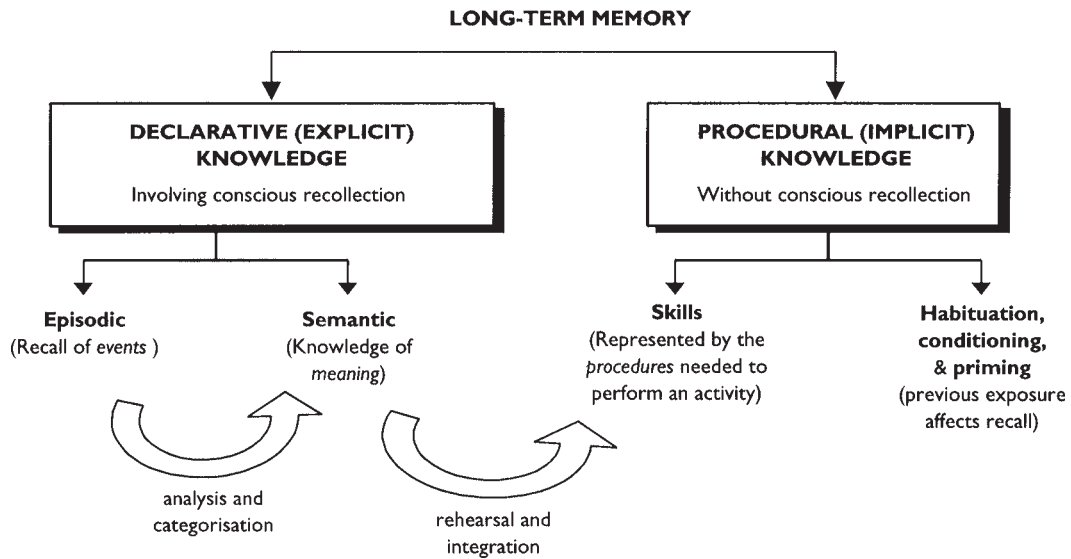 LONG-TERM MEMORY
DECLARATIVE (EXPLICIT)
KNOWLEDGE
Involving conscious recollection
PROCEDURAL (IMPLICIT)
KNOWLEDGE
Without conscious recollection
Episodic
(Recall of events )
Semantic
(Knowledge of
meaning)
Skills
(Represented by the
procedures needed to
perform an activity)
Habituation,
conditioning,
& priming
(previous exposure
affects recall)
analysis and
categorisation
rehearsal and
integration